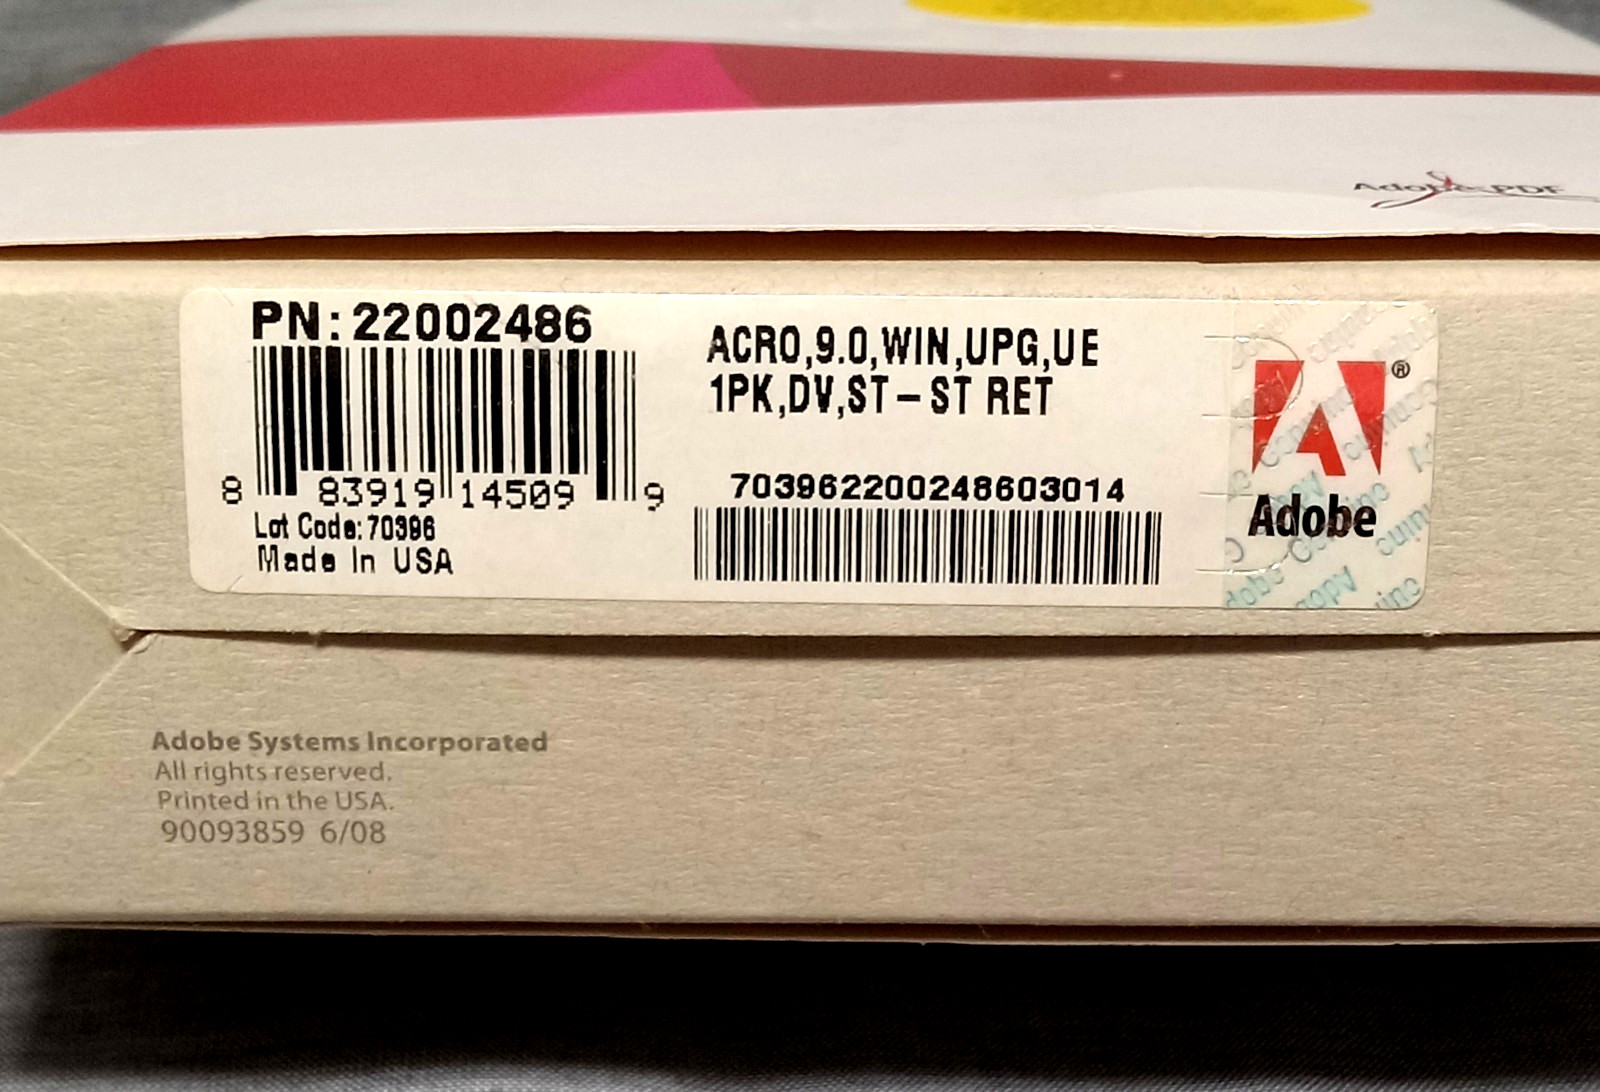 Adobe PDF
PN:22002486
8 83919 14509 9
Lot Code:70396
Made In USA
ACRO,9.0,WIN,UPG,UE
1PK,DV,ST-ST RET
703962200248603014
®
Adobe
Adobe Systems Incorporated
All rights reserved.
Printed in the USA.
90093859 6/08